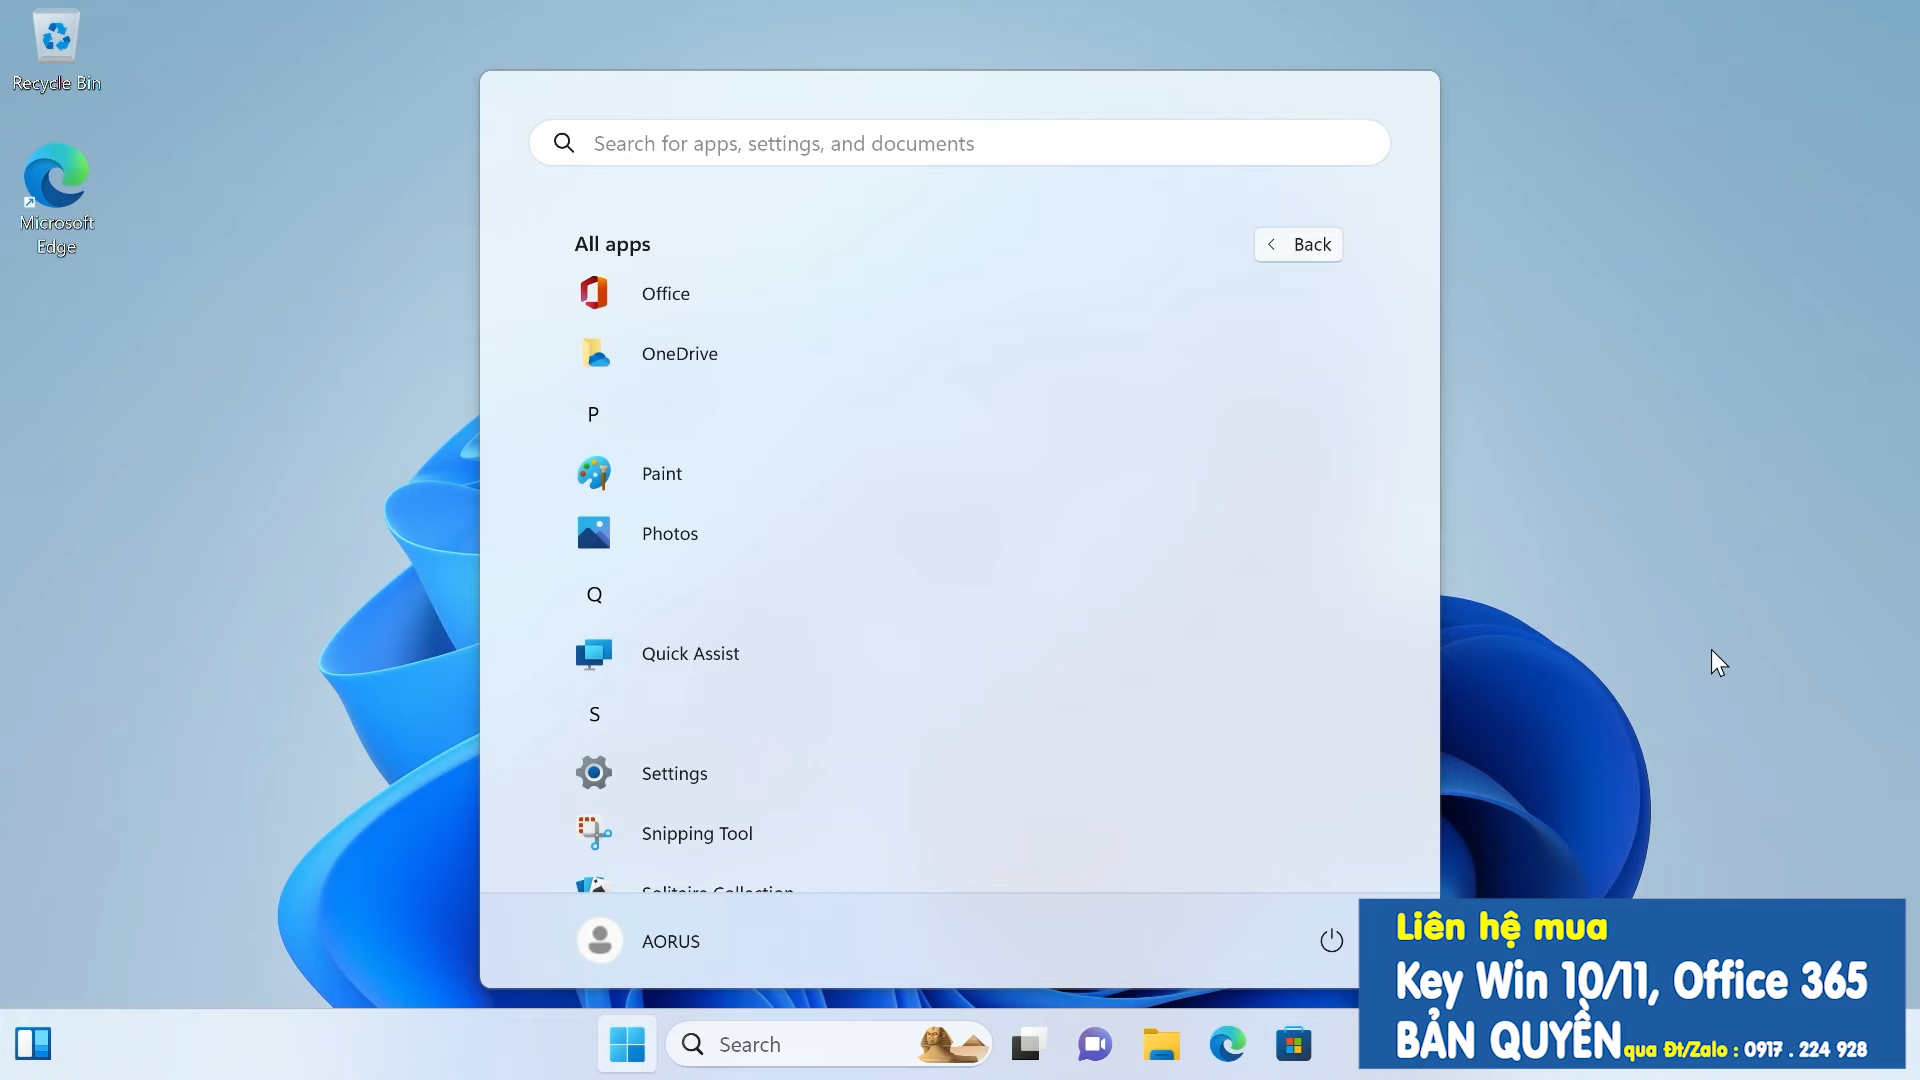 Recycle Bin
Microsoft
Edge
Search for apps, settings, and documents
All apps
Back
Office
OneDrive
P
Paint
Photos
Q
Quick Assist
S
Settings
Snipping Tool
Solitaire Collection
AORUS
Search
Liên hệ mua
Key Win 10/11, Office 365
BẢN QUYỀN qua Đt/Zalo : 0917 . 224 928